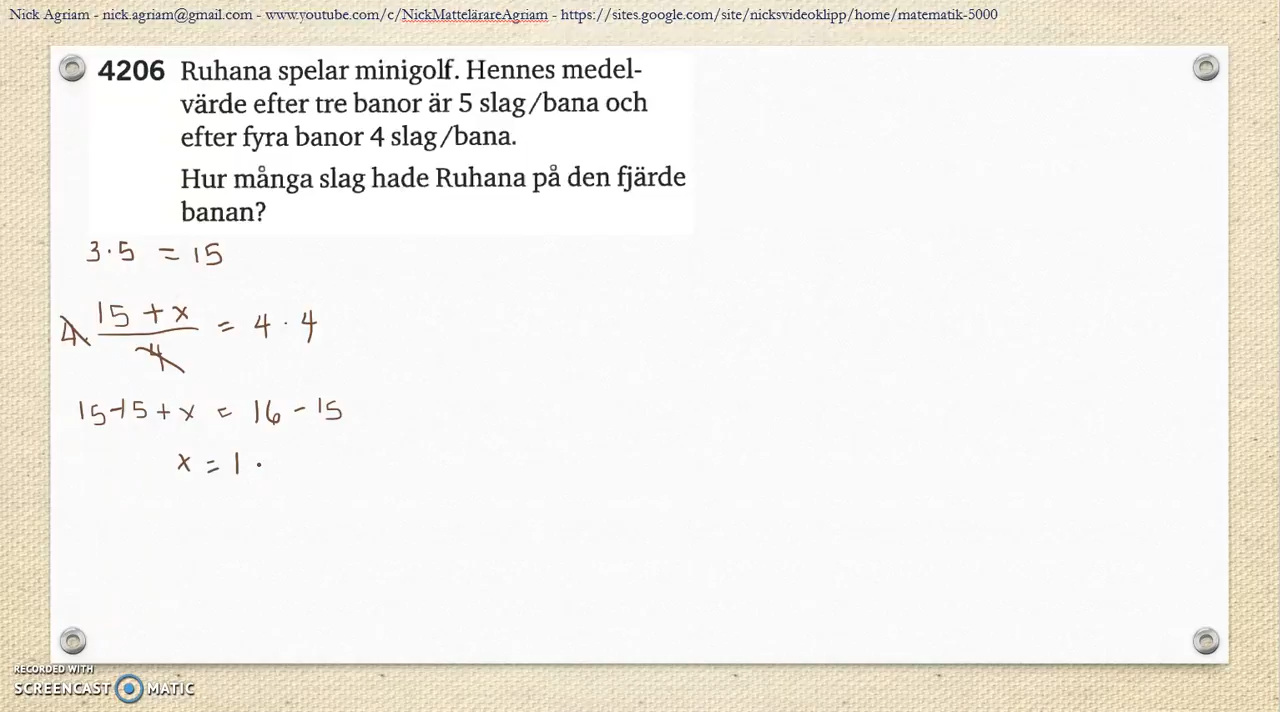 Nick Agriam - nick.agriam@gmail.com - www.youtube.com/c/NickMattelärareAgriam - https://sites.google.com/site/nicksvideoklipp/home/matematik-5000
4206 Ruhana spelar minigolf. Hennes medel-
värde efter tre banor är 5 slag/bana och
efter fyra banor 4 slag/bana.
Hur många slag hade Ruhana på den fjärde
banan?
3·5 = 15
15 + x
4 = 4 · 4
4
15-15 + x = 16 - 15
x = 1 .
RECORDED WITH
SCREENCAST MATIC